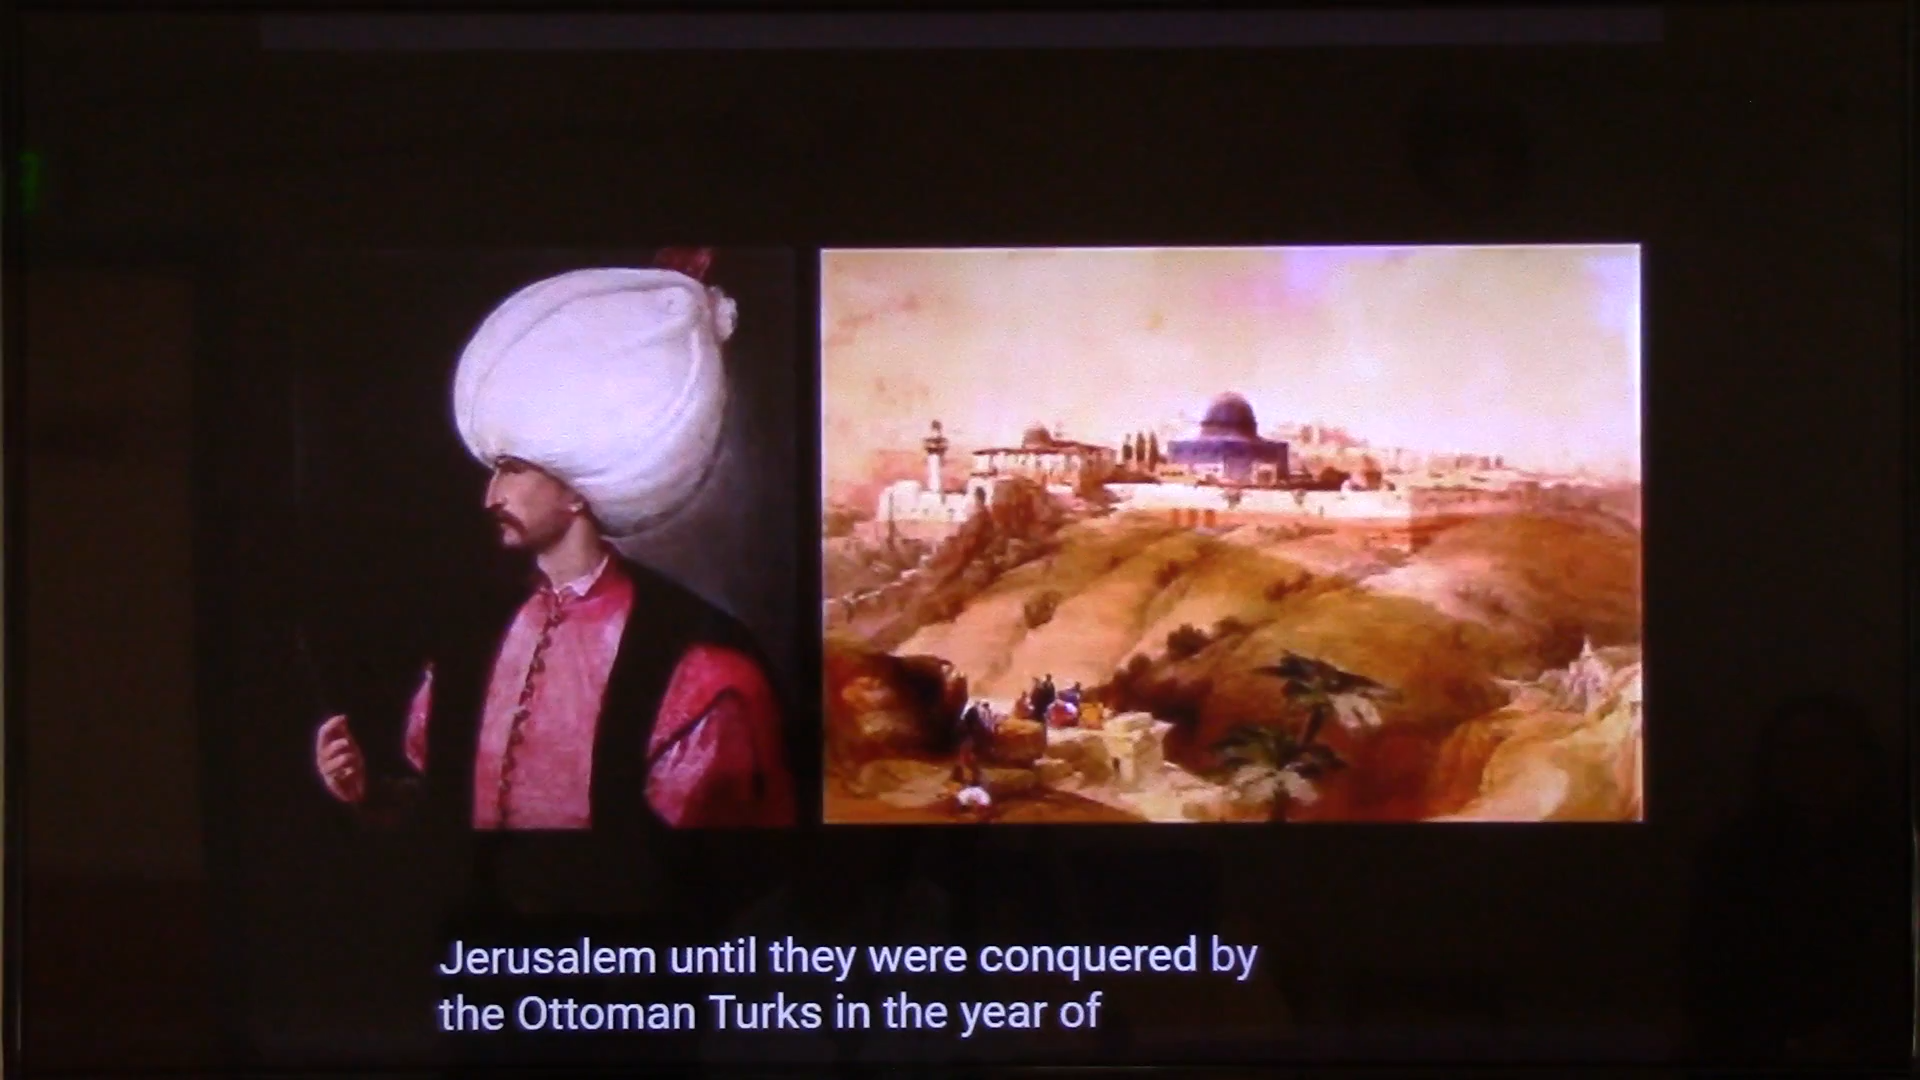 Jerusalem until they were conquered by
the Ottoman Turks in the year of